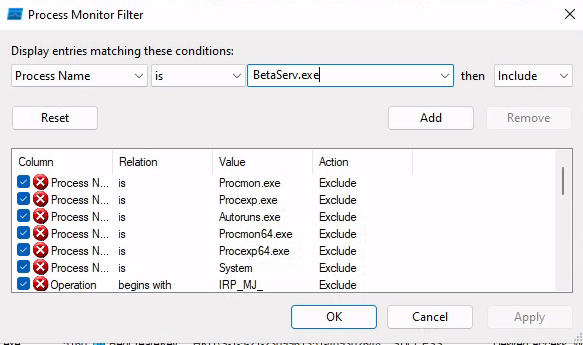 Process Monitor Filter
Display entries matching these conditions:
Process Name is BetaServ.exe then Include
Reset Add Remove
Column Relation Value Action
Process N... is Procmon.exe Exclude
Process N... is Procexp.exe Exclude
Process N... is Autoruns.exe Exclude
Process N... is Procmon64.exe Exclude
Process N... is Procexp64.exe Exclude
Process N... is System Exclude
Operation begins with IRP_MJ_ Exclude
OK Cancel Apply